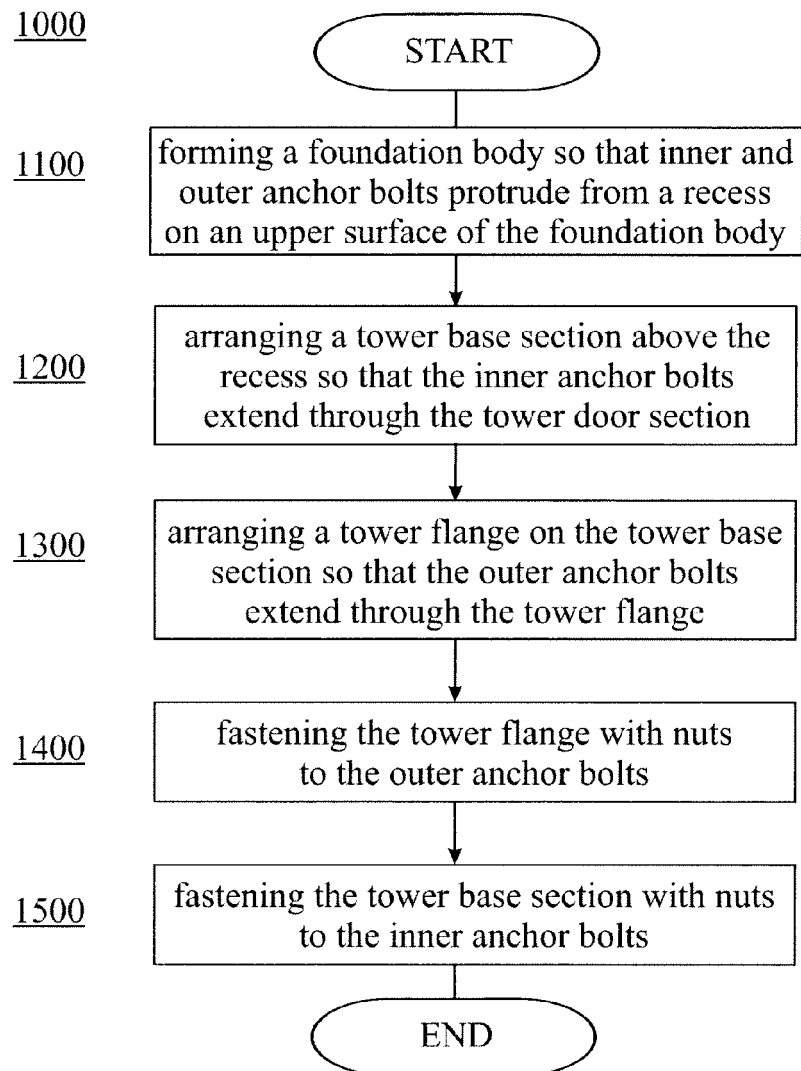 1000
START
1100
forming a foundation body so that inner and
outer anchor bolts protrude from a recess
on an upper surface of the foundation body
1200
arranging a tower base section above the
recess so that the inner anchor bolts
extend through the tower door section
1300
arranging a tower flange on the tower base
section so that the outer anchor bolts
extend through the tower flange
1400
fastening the tower flange with nuts
to the outer anchor bolts
1500
fastening the tower base section with nuts
to the inner anchor bolts
END